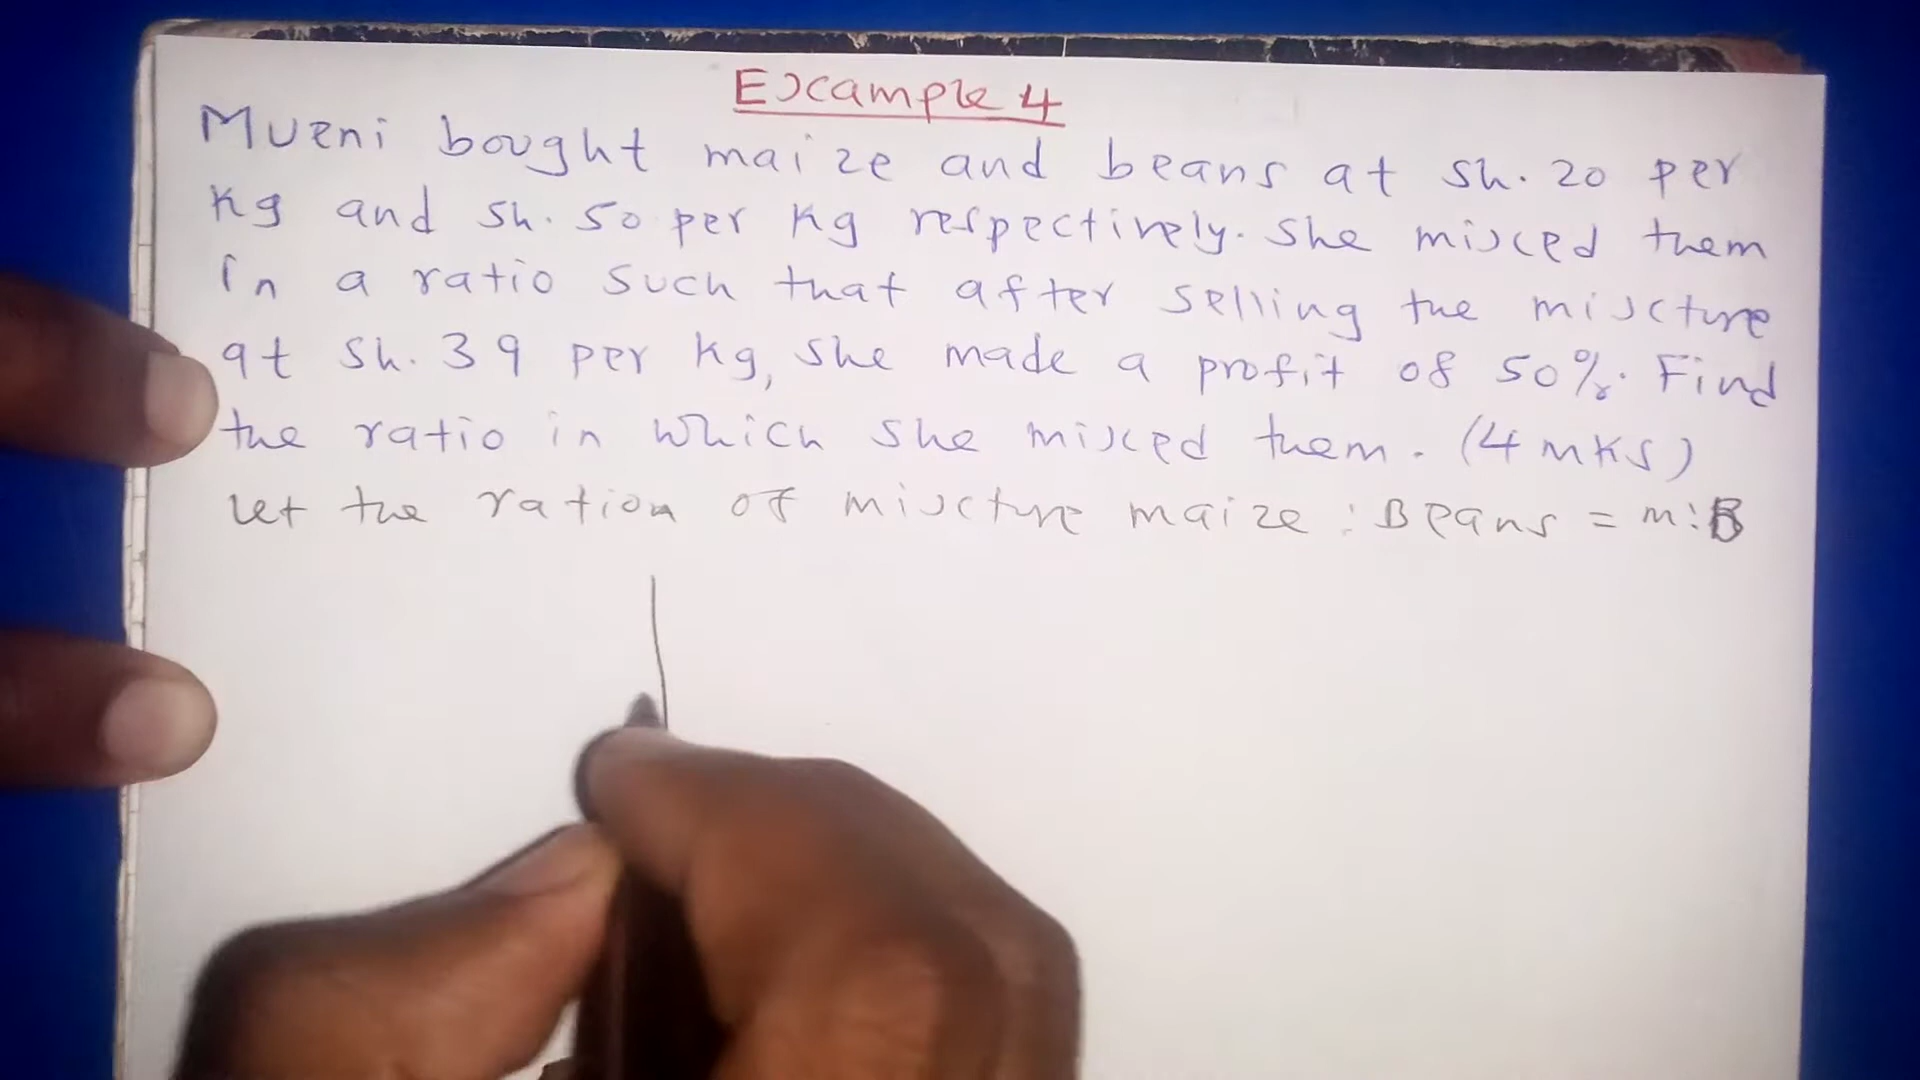 Example 4
Mueni bought maize and beans at sh. 20 per
kg and sh. 50 per kg respectively. She mixed them
in a ratio such that after selling the mixture
at sh. 39 per kg, she made a profit of 50%. Find
the ratio in which she mixed them. (4 mks)
let the ration of mixture maize : Beans = m:B